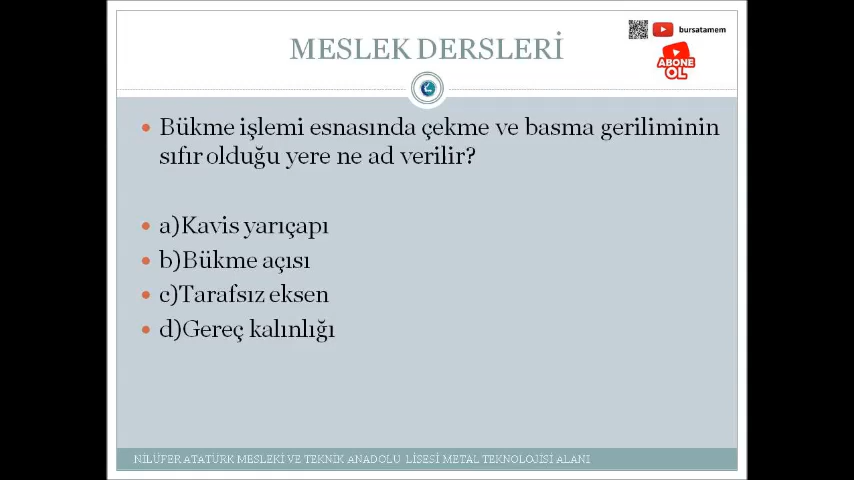 bursatamem
ABONE
OL
MESLEK DERSLERİ
Bükme işlemi esnasında çekme ve basma geriliminin
sıfır olduğu yere ne ad verilir?
a)Kavis yarıçapı
b)Bükme açısı
c)Tarafsız eksen
d)Gereç kalınlığı
NİLÜFER ATATÜRK MESLEKİ VE TEKNİK ANADOLU LİSESİ METAL TEKNOLOJİSİ ALANI